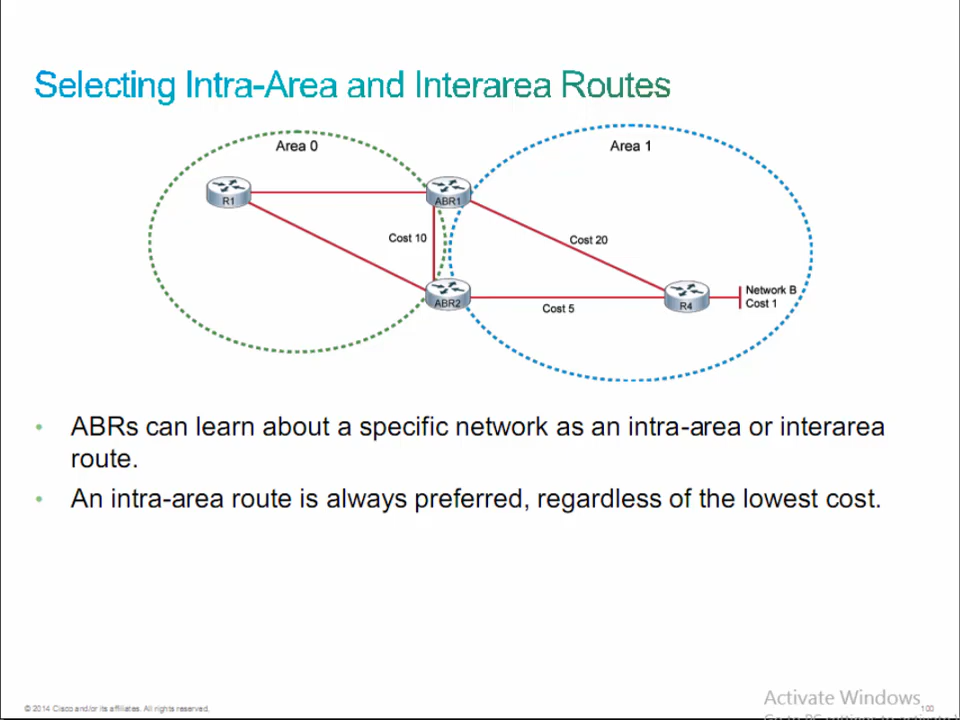 Selecting Intra-Area and Interarea Routes
Area 0
Area 1
R1
ABR1
Cost 10
Cost 20
ABR2
Cost 5
R4
Network B
Cost 1
• ABRs can learn about a specific network as an intra-area or interarea
route.
• An intra-area route is always preferred, regardless of the lowest cost.
Activate Windows
© 2014 Cisco and/or its affiliates. All rights reserved.
100